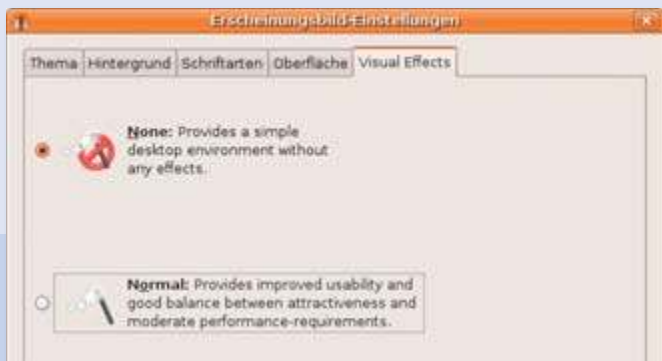 Erscheinungsbild-Einstellungen
Thema Hintergrund Schriftarten Oberfläche Visual Effects
None: Provides a simple
desktop environment without
any effects.
Normal: Provides improved usability and
good balance between attractiveness and
moderate performance-requirements.